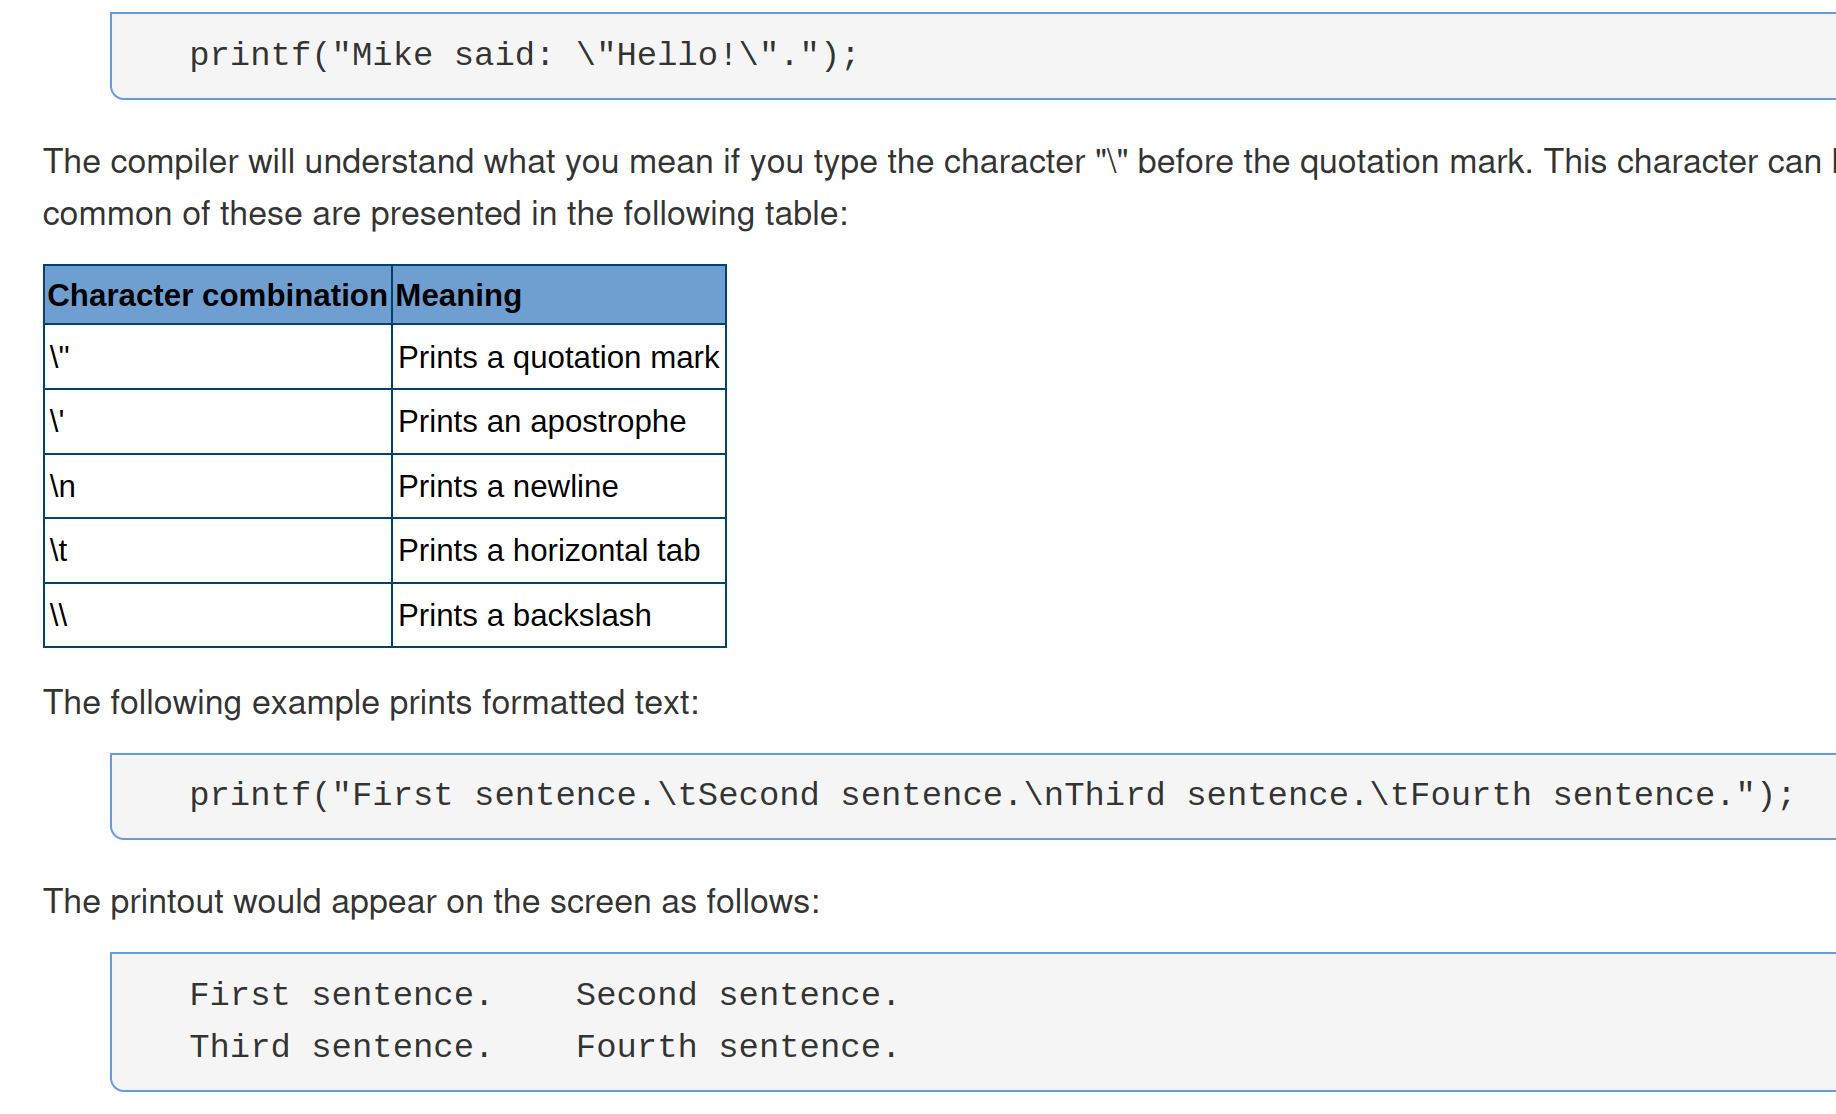 printf("Mike said: \"Hello!\".");
The compiler will understand what you mean if you type the character "\" before the quotation mark. This character can
common of these are presented in the following table:
Character combination Meaning
\" Prints a quotation mark
\' Prints an apostrophe
\n Prints a newline
\t Prints a horizontal tab
\\ Prints a backslash
The following example prints formatted text:
printf("First sentence.\tSecond sentence.\nThird sentence.\tFourth sentence.");
The printout would appear on the screen as follows:
First sentence.    Second sentence.
Third sentence.    Fourth sentence.